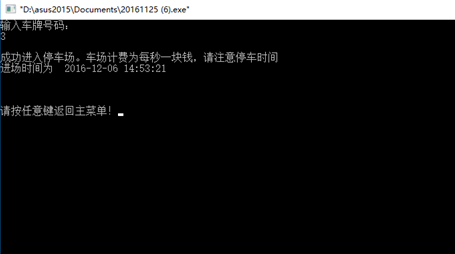 "D:\asus2015\Documents\20161125 (6).exe"
输入车牌号码：
3
成功进入停车场。车场计费为每秒一块钱，请注意停车时间
进场时间为  2016-12-06 14:53:21
请按任意键返回主菜单！